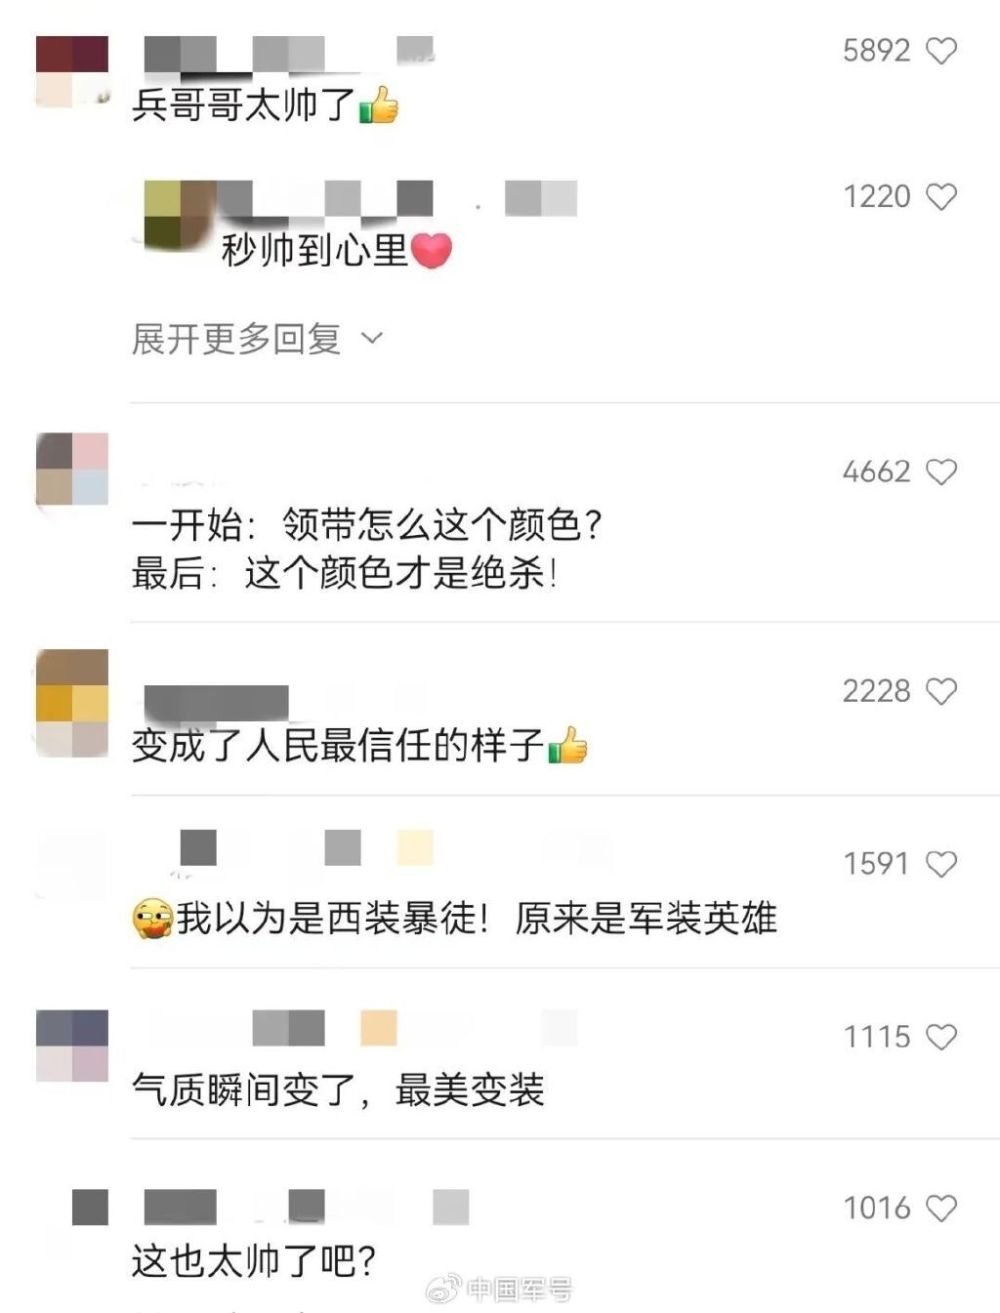 5892
兵哥哥太帅了👍
1220
秒帅到心里❤️
展开更多回复
4662
一开始：领带怎么这个颜色？
最后：这个颜色才是绝杀！
2228
变成了人民最信任的样子👍
1591
我以为是西装暴徒！原来是军装英雄
1115
气质瞬间变了，最美变装
1016
这也太帅了吧？
中国军号